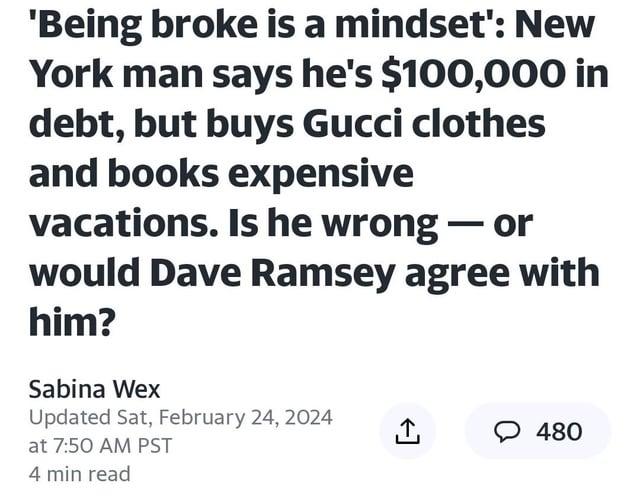 'Being broke is a mindset': New
York man says he's $100,000 in
debt, but buys Gucci clothes
and books expensive
vacations. Is he wrong — or
would Dave Ramsey agree with
him?
Sabina Wex
Updated Sat, February 24, 2024
at 7:50 AM PST
4 min read
480